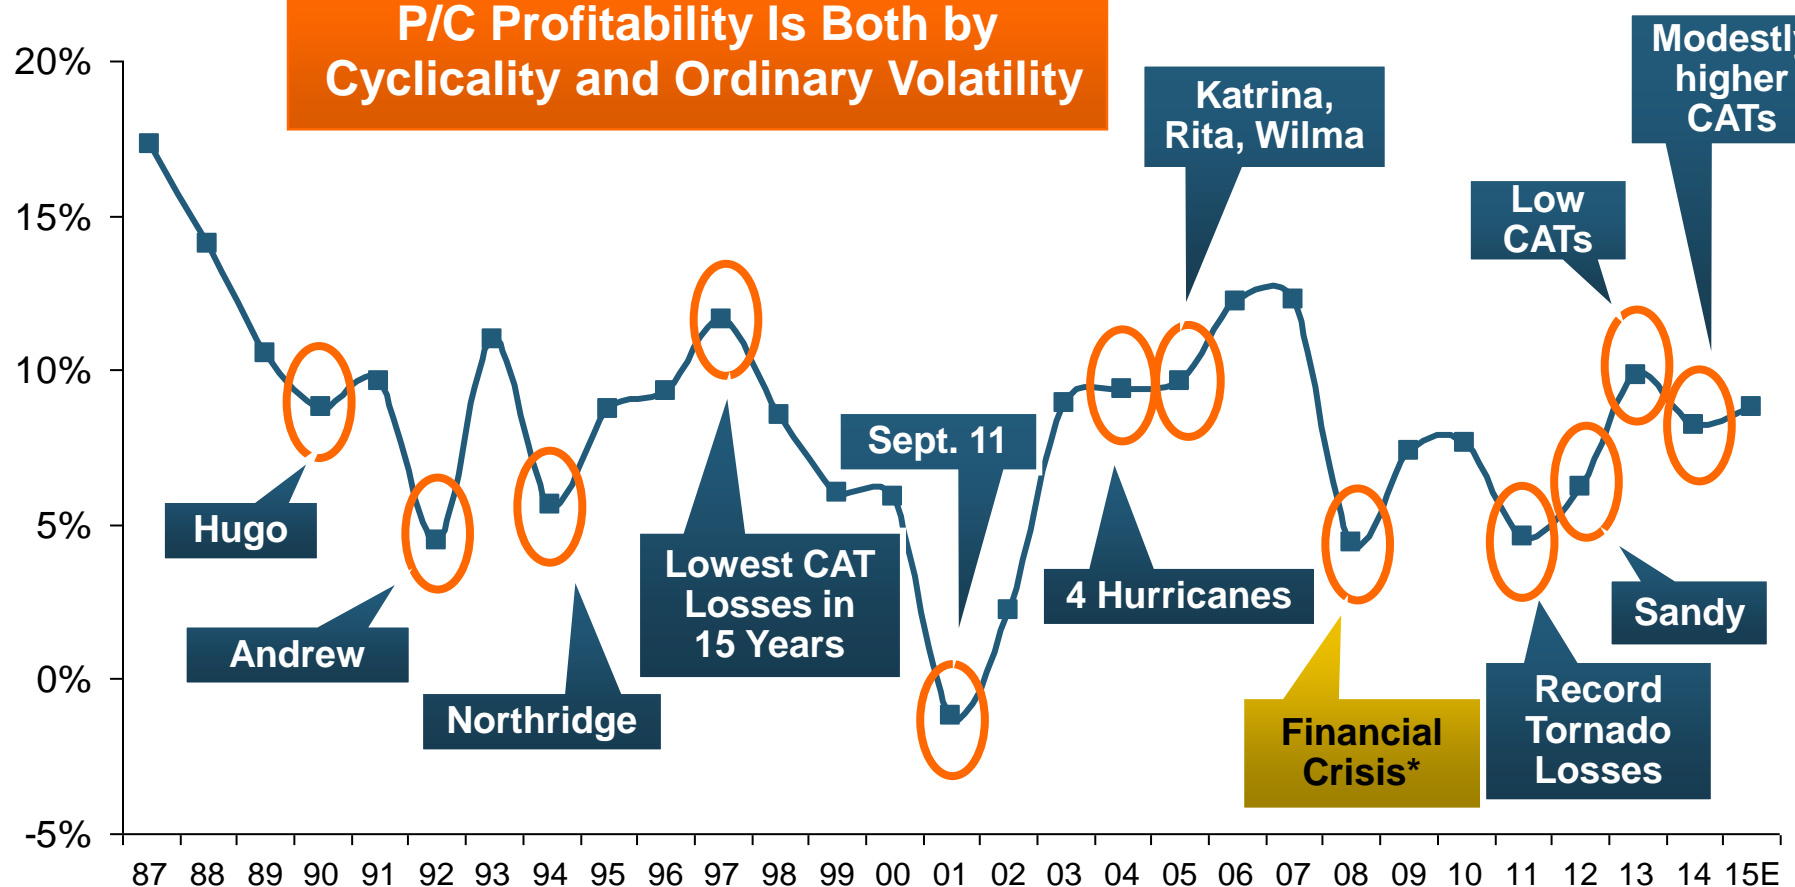 P/C Profitability Is Both by
Cyclicality and Ordinary Volatility
20%
15%
10%
5%
0%
-5%
Hugo
Andrew
Northridge
Lowest CAT
Losses in
15 Years
Sept. 11
4 Hurricanes
Katrina,
Rita, Wilma
Financial
Crisis*
Record
Tornado
Losses
Sandy
Low
CATs
Modestly
higher
CATs
87 88 89 90 91 92 93 94 95 96 97 98 99 00 01 02 03 04 05 06 07 08 09 10 11 12 13 14 15E